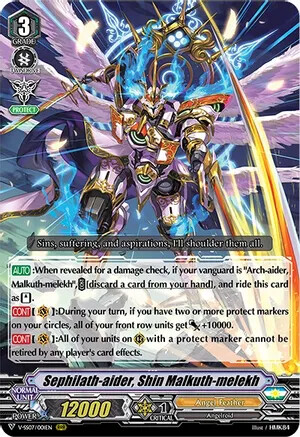 3
GRADE
PROTECT
Sins, suffering, and aspirations, I'll shoulder them all.
AUTO :When revealed for a damage check, if your vanguard is "Arch-aider,
Malkuth-melekh", [discard a card from your hand], and ride this card
as
CONT :During your turn, if you have two or more protect markers
on your circles, all of your front row units get +10000.
CONT :All of your units on with a protect marker cannot be
retired by any player's card effects.
Sephilath-aider, Shin Malkuth-melekh
NORMAL UNIT
POWER 12000 1 CRITICAL
Angel Feather
Angelroid
V-SS07/001EN
Illust / HMK84